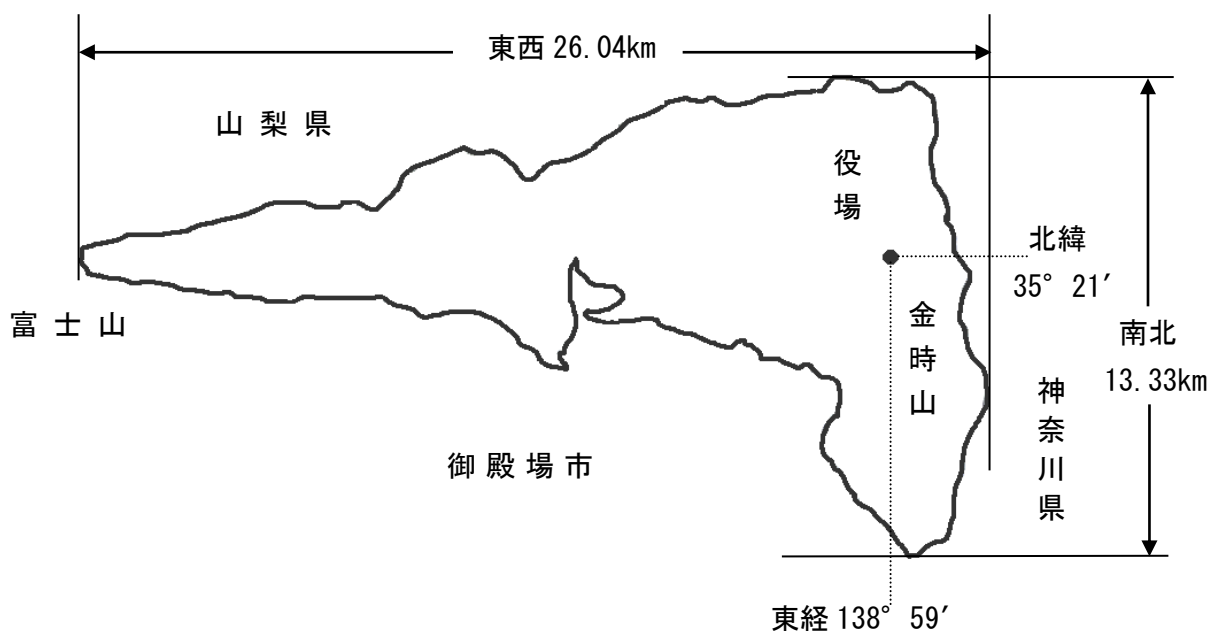 東西 26.04km
山梨県
役場
北緯
35° 21′
富士山
金時山
南北
13.33km
神奈川県
御殿場市
東経 138° 59′